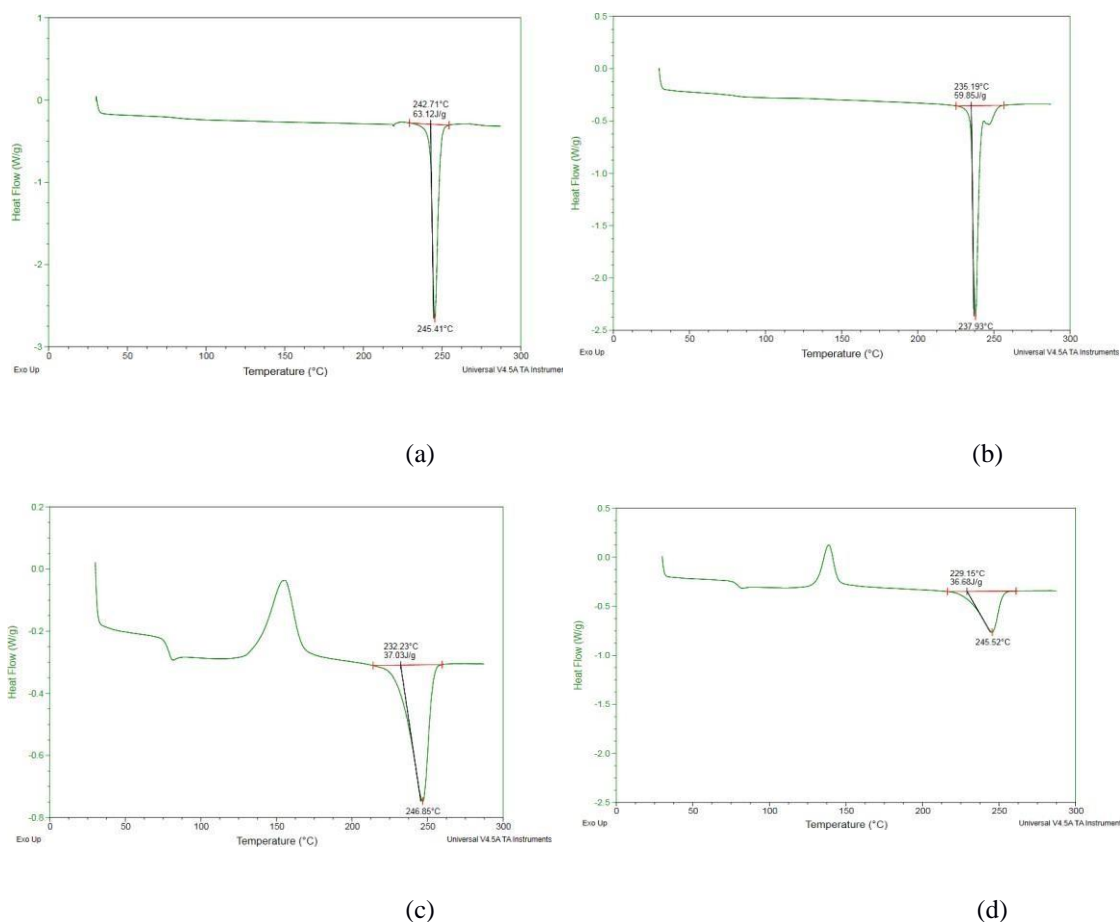 1
0
-1
-2
-3
Heat Flow (W/g)
242.71°C
63.12J/g
245.41°C
0
50
100
150
200
250
300
Exo Up
Temperature (°C)
Universal V4.5A TA Instrumen
(a)
0.5
0.0
-0.5
-1.0
-1.5
-2.0
-2.5
Heat Flow (W/g)
235.19°C
59.85J/g
237.93°C
0
50
100
150
200
250
300
Exo Up
Temperature (°C)
Universal V4.5A TA Instruments
(b)
0.2
0.0
-0.2
-0.4
-0.6
-0.8
Heat Flow (W/g)
232.23°C
37.03J/g
246.85°C
0
50
100
150
200
250
300
Exo Up
Temperature (°C)
Universal V4.5A TA Instruments
(c)
0.5
0.0
-0.5
-1.0
-1.5
-2.0
-2.5
Heat Flow (W/g)
229.15°C
36.68J/g
245.52°C
0
50
100
150
200
250
300
Exo Up
Temperature (°C)
Universal V4.5A TA Instruments
(d)